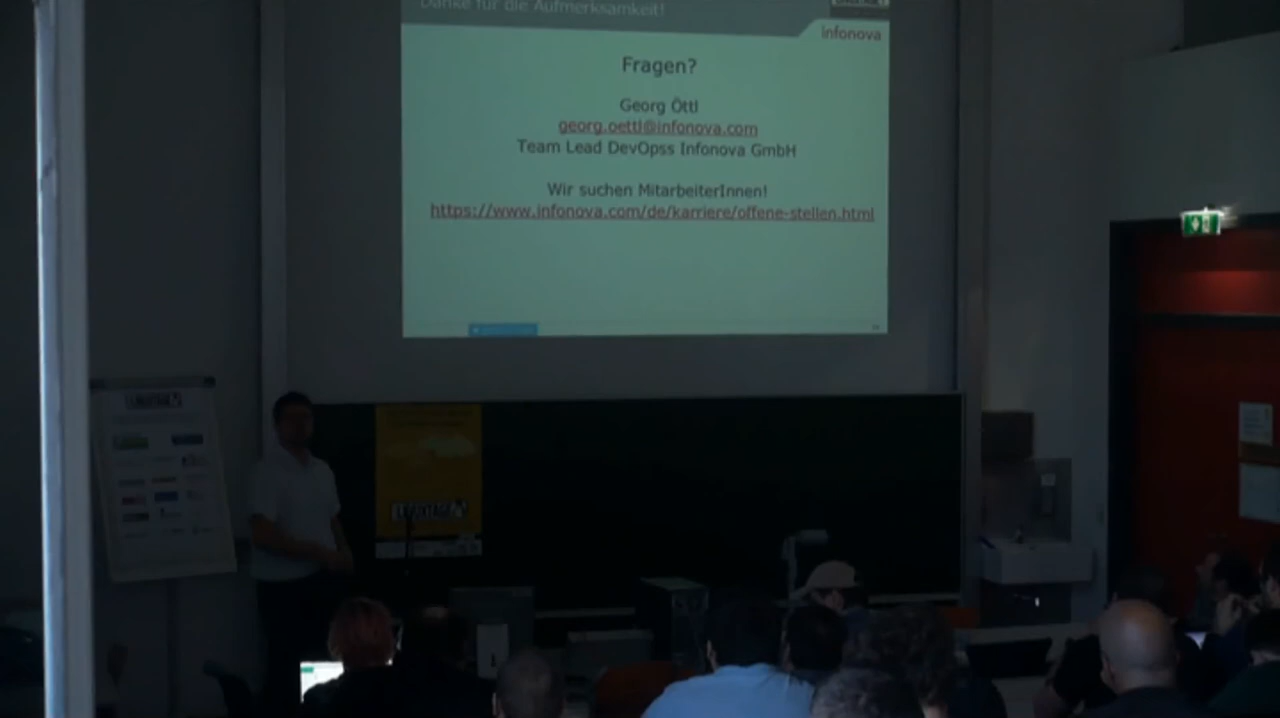 Danke für die Aufmerksamkeit!
infonova
Fragen?
Georg Öttl
georg.oettl@infonova.com
Team Lead DevOpss Infonova GmbH
Wir suchen MitarbeiterInnen!
https://www.infonova.com/de/karriere/offene-stellen.html
LINUXTAGE